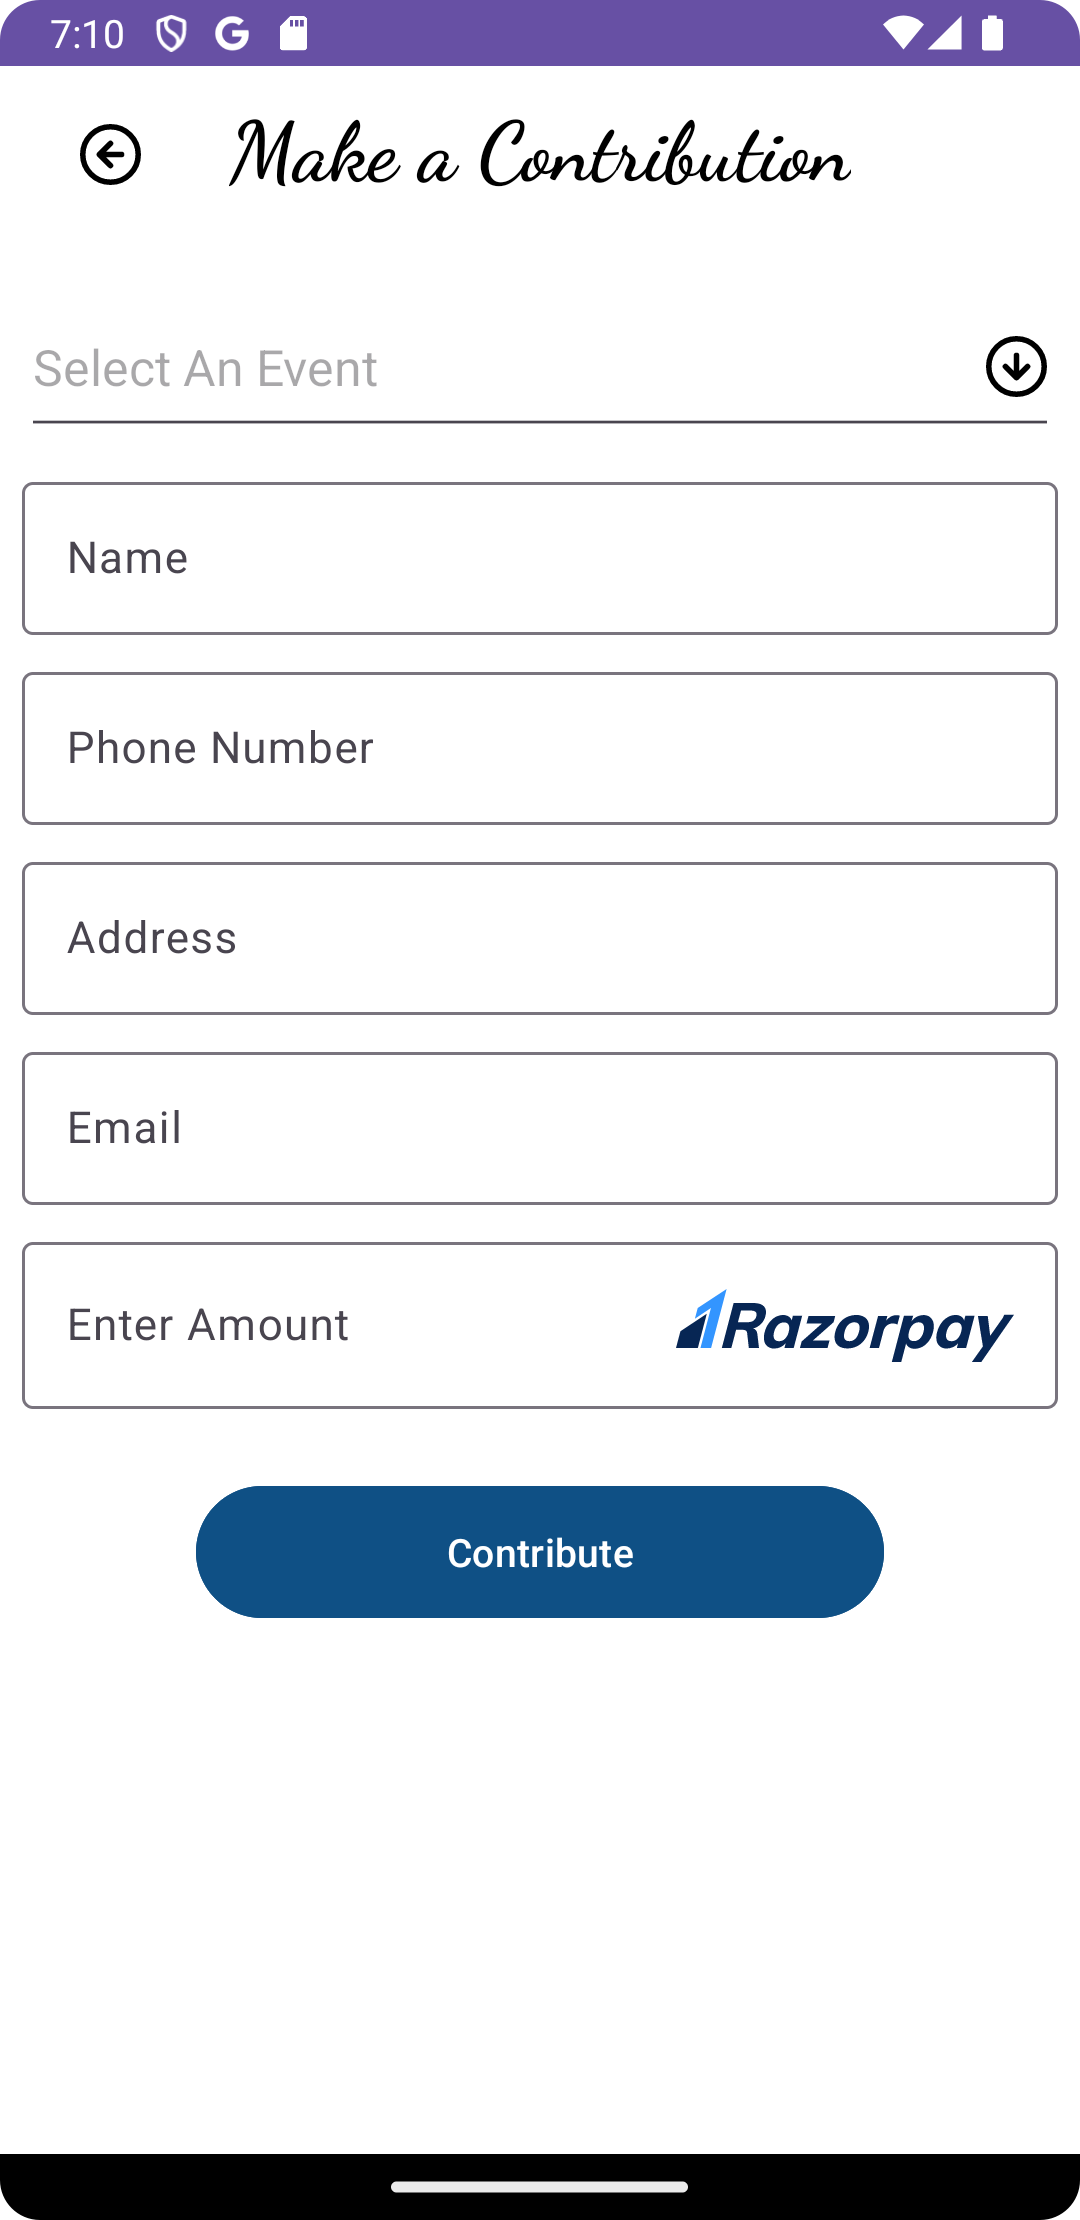 7:10
Make a Contribution
Select An Event
Name
Phone Number
Address
Email
Enter Amount
Razorpay
Contribute